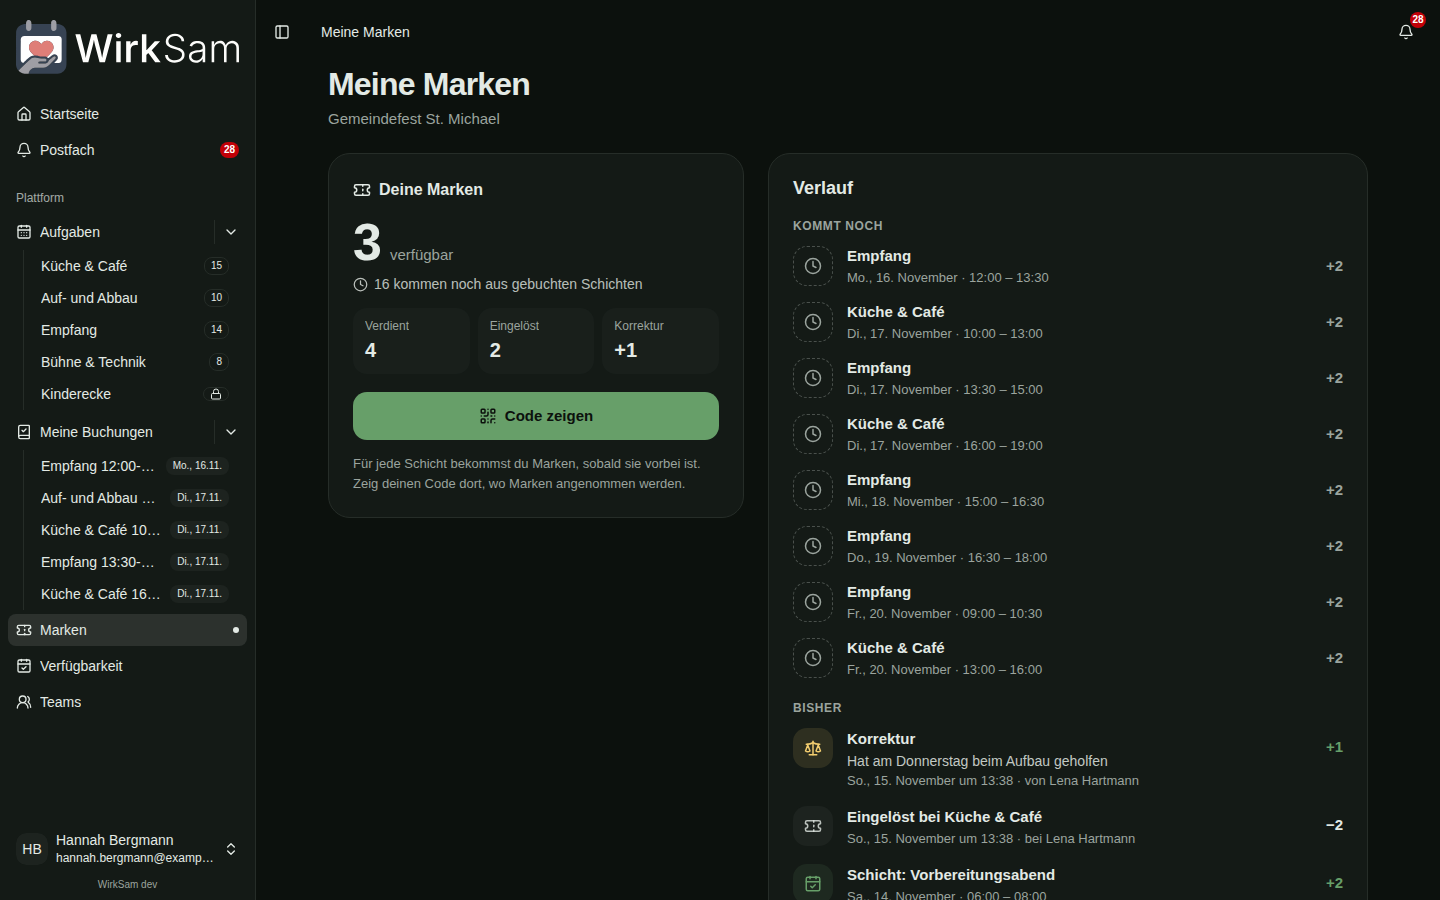 WirkSam
Startseite
Postfach
28
Plattform
Aufgaben
Küche & Café
15
Auf- und Abbau
10
Empfang
14
Bühne & Technik
8
Kinderecke
Meine Buchungen
Empfang 12:00-…
Mo., 16.11.
Auf- und Abbau …
Di., 17.11.
Küche & Café 10…
Di., 17.11.
Empfang 13:30-…
Di., 17.11.
Küche & Café 16…
Di., 17.11.
Marken
Verfügbarkeit
Teams
HB
Hannah Bergmann
hannah.bergmann@examp…
WirkSam dev
Meine Marken
28
Meine Marken
Gemeindefest St. Michael
Deine Marken
3 verfügbar
16 kommen noch aus gebuchten Schichten
Verdient
4
Eingelöst
2
Korrektur
+1
Code zeigen
Für jede Schicht bekommst du Marken, sobald sie vorbei ist.
Zeig deinen Code dort, wo Marken angenommen werden.
Verlauf
KOMMT NOCH
Empfang
Mo., 16. November · 12:00 – 13:30
+2
Küche & Café
Di., 17. November · 10:00 – 13:00
+2
Empfang
Di., 17. November · 13:30 – 15:00
+2
Küche & Café
Di., 17. November · 16:00 – 19:00
+2
Empfang
Mi., 18. November · 15:00 – 16:30
+2
Empfang
Do., 19. November · 16:30 – 18:00
+2
Empfang
Fr., 20. November · 09:00 – 10:30
+2
Küche & Café
Fr., 20. November · 13:00 – 16:00
+2
BISHER
Korrektur
Hat am Donnerstag beim Aufbau geholfen
So., 15. November um 13:38 · von Lena Hartmann
+1
Eingelöst bei Küche & Café
So., 15. November um 13:38 · bei Lena Hartmann
−2
Schicht: Vorbereitungsabend
Sa., 14. November · 06:00 – 08:00
+2